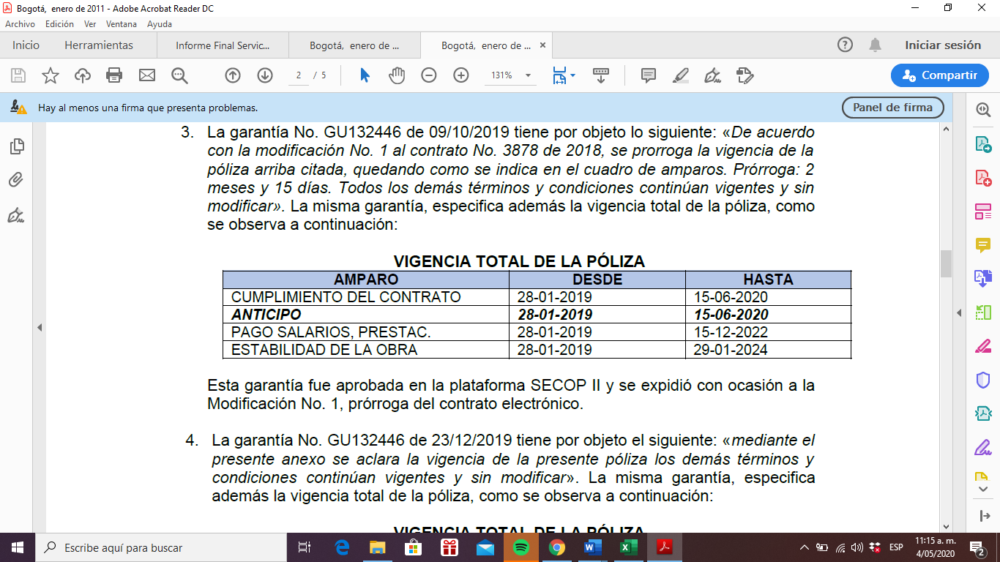 Bogotá, enero de 2011 - Adobe Acrobat Reader DC
Archivo Edición Ver Ventana Ayuda
Inicio Herramientas Informe Final Servic... Bogotá, enero de ... Bogotá, enero de ... × Iniciar sesión
2 / 5 131% Compartir
Hay al menos una firma que presenta problemas. Panel de firma
3. La garantía No. GU132446 de 09/10/2019 tiene por objeto lo siguiente: «De acuerdo
con la modificación No. 1 al contrato No. 3878 de 2018, se prorroga la vigencia de la
póliza arriba citada, quedando como se indica en el cuadro de amparos. Prórroga: 2
meses y 15 días. Todos los demás términos y condiciones continúan vigentes y sin
modificar». La misma garantía, especifica además la vigencia total de la póliza, como
se observa a continuación:
VIGENCIA TOTAL DE LA PÓLIZA
AMPARO DESDE HASTA
CUMPLIMIENTO DEL CONTRATO 28-01-2019 15-06-2020
ANTICIPO 28-01-2019 15-06-2020
PAGO SALARIOS, PRESTAC. 28-01-2019 15-12-2022
ESTABILIDAD DE LA OBRA 28-01-2019 29-01-2024
Esta garantía fue aprobada en la plataforma SECOP II y se expidió con ocasión a la
Modificación No. 1, prórroga del contrato electrónico.
4. La garantía No. GU132446 de 23/12/2019 tiene por objeto el siguiente: «mediante el
presente anexo se aclara la vigencia de la presente póliza los demás términos y
condiciones continúan vigentes y sin modificar». La misma garantía, especifica
además la vigencia total de la póliza, como se observa a continuación:
VIGENCIA TOTAL DE LA PÓLIZA
Escribe aquí para buscar ESP 11:15 a. m.
4/05/2020 2